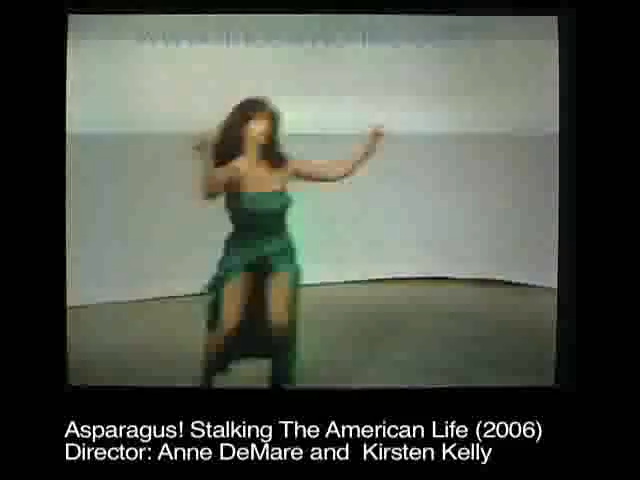 Asparagus! Stalking The American Life (2006)
Director: Anne DeMare and  Kirsten Kelly